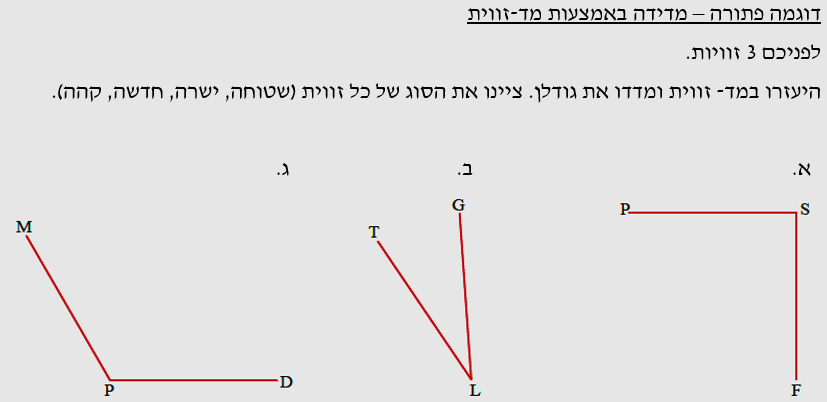 דוגמה פתורה – מדידה באמצעות מד-זווית
לפניכם 3 זוויות.
היעזרו במד- זווית ומדדו את גודלן. ציינו את הסוג של כל זווית (שטוחה, ישרה, חדשה, קהה).
א. ב. ג.
P S
G
M T
D
P L F